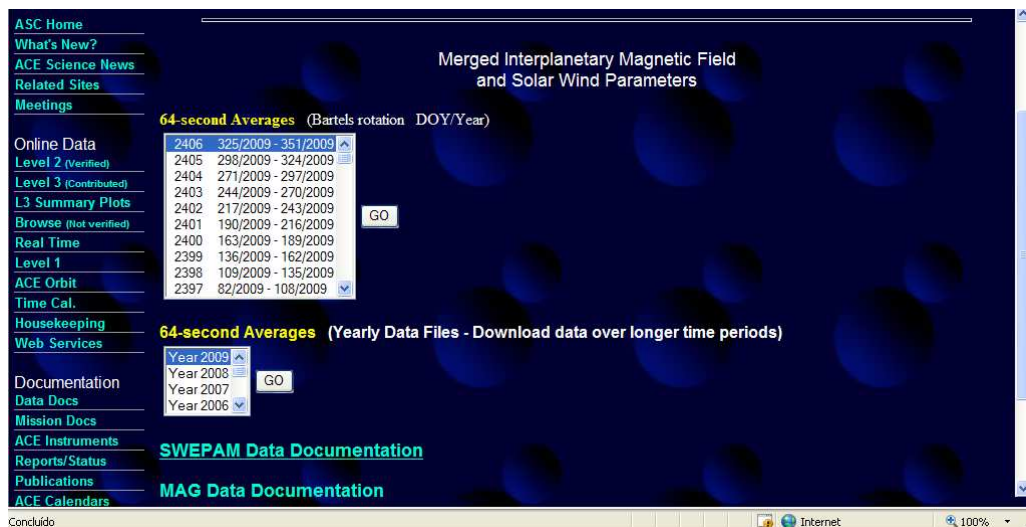 ASC Home
What's New?
ACE Science News
Related Sites
Meetings
Online Data
Level 2 (Verified)
Level 3 (Contributed)
L3 Summary Plots
Browse (Not verified)
Real Time
Level 1
ACE Orbit
Time Cal.
Housekeeping
Web Services
Documentation
Data Docs
Mission Docs
ACE Instruments
Reports/Status
Publications
ACE Calendars
Merged Interplanetary Magnetic Field
and Solar Wind Parameters
64-second Averages (Bartels rotation DOY/Year)
2406 325/2009 - 351/2009
2405 298/2009 - 324/2009
2404 271/2009 - 297/2009
2403 244/2009 - 270/2009
2402 217/2009 - 243/2009
2401 190/2009 - 216/2009
2400 163/2009 - 189/2009
2399 136/2009 - 162/2009
2398 109/2009 - 135/2009
2397 82/2009 - 108/2009
GO
64-second Averages (Yearly Data Files - Download data over longer time periods)
Year 2009
Year 2008
Year 2007
Year 2006
GO
SWEPAM Data Documentation
MAG Data Documentation
Concluído
Internet
100%